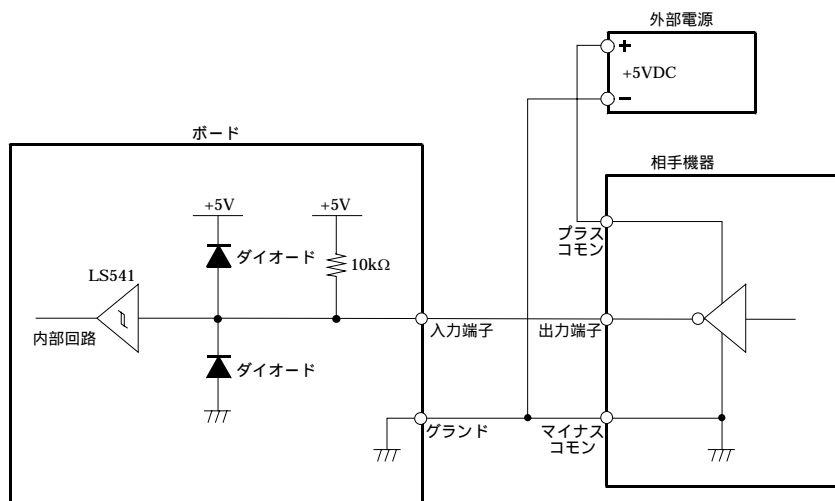 外部電源
+
+5VDC
−
ボード
相手機器
+5V
+5V
プラス
コモン
ダイオード
10kΩ
LS541
内部回路
入力端子
出力端子
ダイオード
グランド
マイナス
コモン